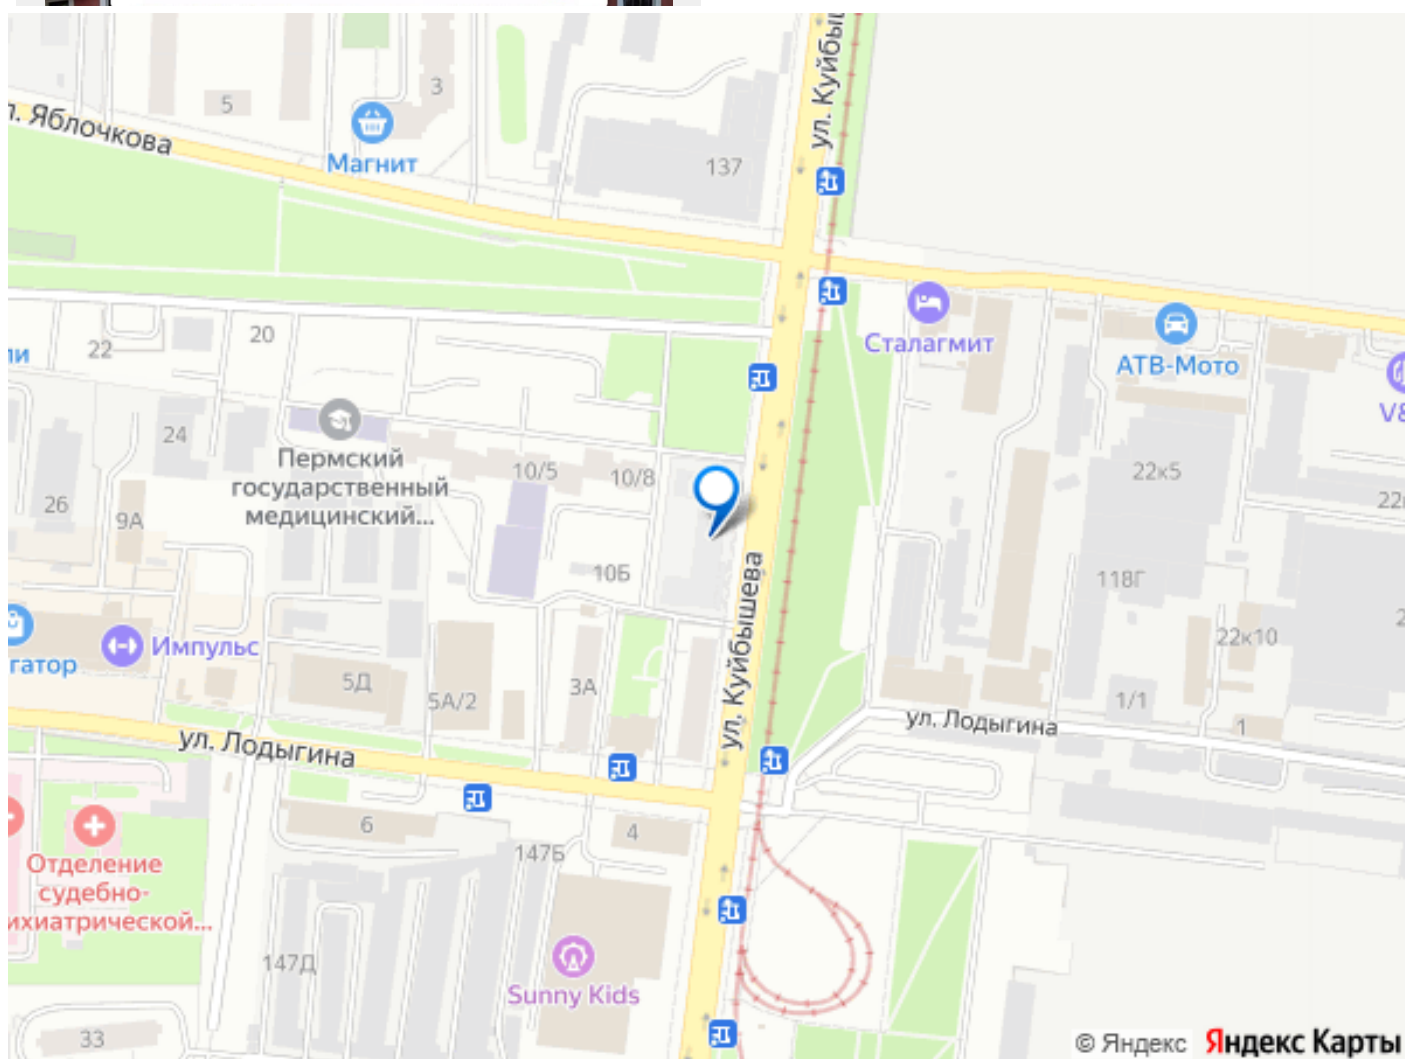 ул. Куйбы
л. Яблочкова
5
3
Магнит
137
Сталагмит
АТВ-Мото
V&
22
20
ли
24
Пермский
государственный
медицинский...
10/5
10/8
22к5
26
9А
22
10Б
118Г
ул. Куйбышева
гатор
Импульс
5Д
5А/2
3А
22к10
2
1/1
1
ул. Лодыгина
ул. Лодыгина
6
4
147Б
Отделение
судебно-
ихиатрической...
147Д
Sunny Kids
33
© Яндекс
Яндекс Карты